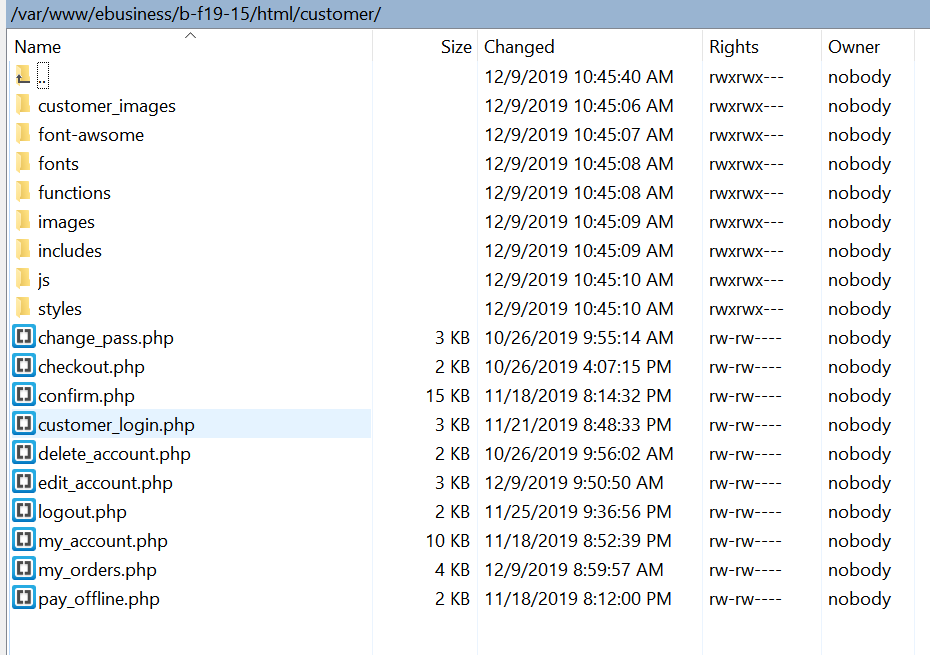 /var/www/ebusiness/b-f19-15/html/customer/
Name Size Changed Rights Owner
.. 12/9/2019 10:45:40 AM rwxrwx--- nobody
customer_images 12/9/2019 10:45:06 AM rwxrwx--- nobody
font-awsome 12/9/2019 10:45:07 AM rwxrwx--- nobody
fonts 12/9/2019 10:45:08 AM rwxrwx--- nobody
functions 12/9/2019 10:45:08 AM rwxrwx--- nobody
images 12/9/2019 10:45:09 AM rwxrwx--- nobody
includes 12/9/2019 10:45:09 AM rwxrwx--- nobody
js 12/9/2019 10:45:10 AM rwxrwx--- nobody
styles 12/9/2019 10:45:10 AM rwxrwx--- nobody
change_pass.php 3 KB 10/26/2019 9:55:14 AM rw-rw---- nobody
checkout.php 2 KB 10/26/2019 4:07:15 PM rw-rw---- nobody
confirm.php 15 KB 11/18/2019 8:14:32 PM rw-rw---- nobody
customer_login.php 3 KB 11/21/2019 8:48:33 PM rw-rw---- nobody
delete_account.php 2 KB 10/26/2019 9:56:02 AM rw-rw---- nobody
edit_account.php 3 KB 12/9/2019 9:50:50 AM rw-rw---- nobody
logout.php 2 KB 11/25/2019 9:36:56 PM rw-rw---- nobody
my_account.php 10 KB 11/18/2019 8:52:39 PM rw-rw---- nobody
my_orders.php 4 KB 12/9/2019 8:59:57 AM rw-rw---- nobody
pay_offline.php 2 KB 11/18/2019 8:12:00 PM rw-rw---- nobody